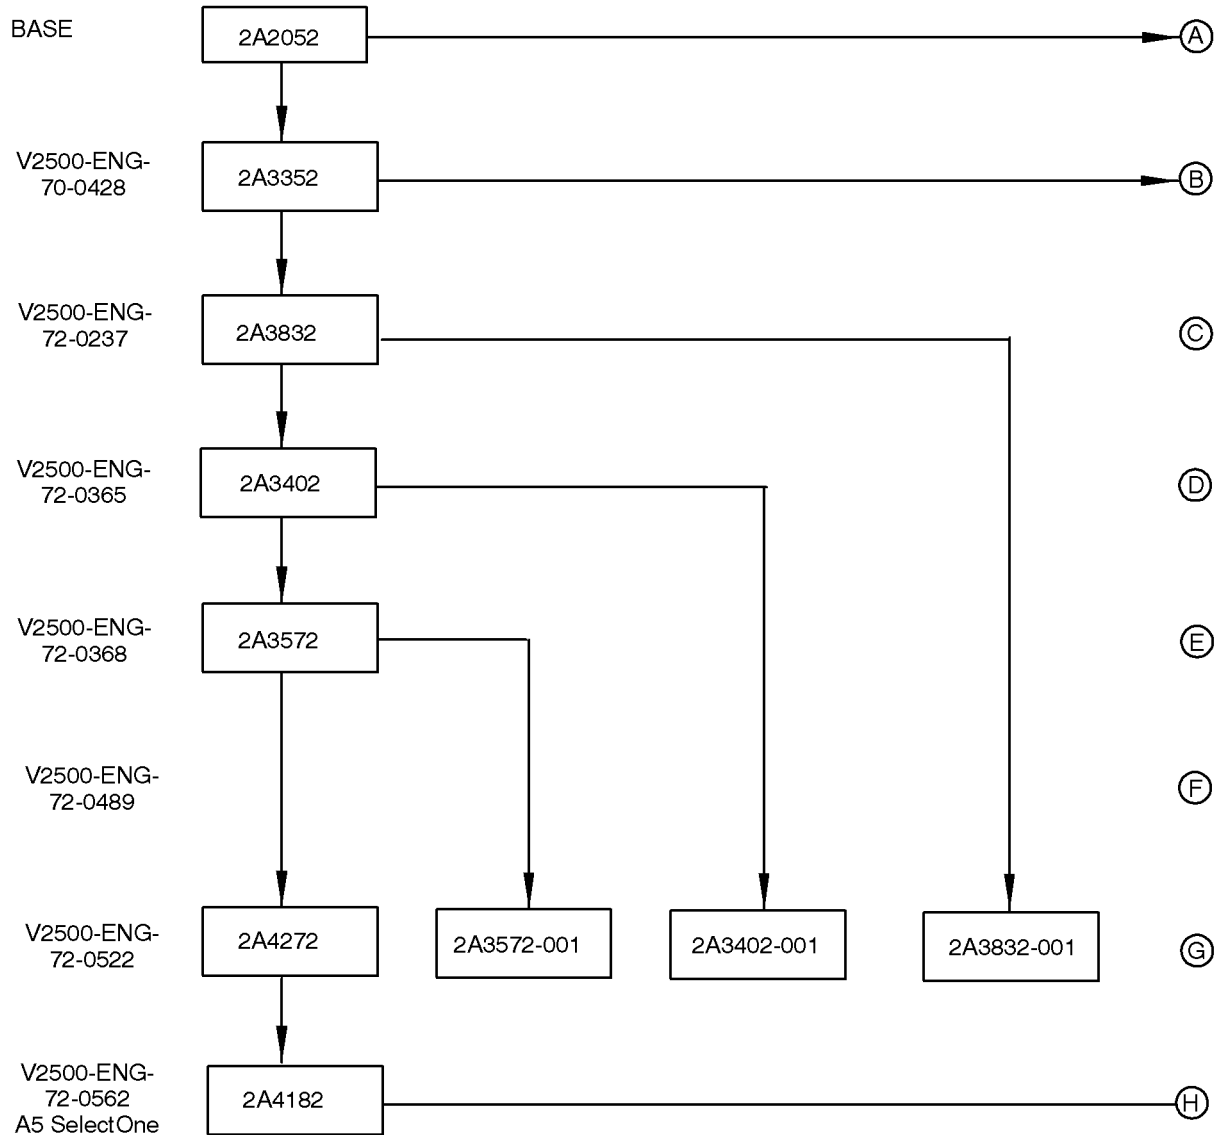 BASE
2A2052
A
V2500-ENG-
70-0428
2A3352
B
V2500-ENG-
72-0237
2A3832
C
V2500-ENG-
72-0365
2A3402
D
V2500-ENG-
72-0368
2A3572
E
V2500-ENG-
72-0489
F
V2500-ENG-
72-0522
2A4272
2A3572-001
2A3402-001
2A3832-001
G
V2500-ENG-
72-0562
A5 SelectOne
2A4182
H